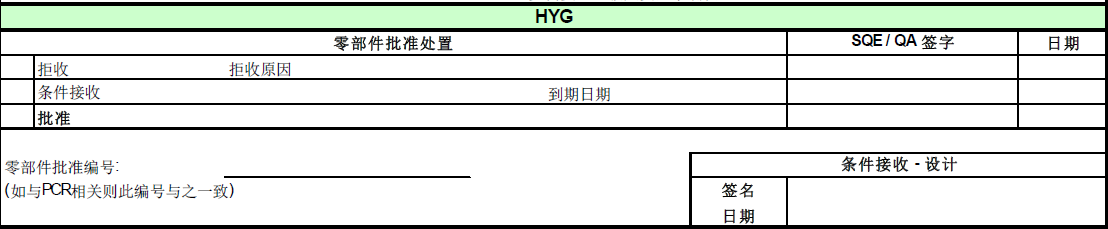 HYG
零部件批准处置 SQE / QA 签字 日期
拒收 拒收原因
条件接收 到期日期
批准
零部件批准编号:
(如与PCR相关则此编号与之一致)
条件接收 - 设计
签名
日期